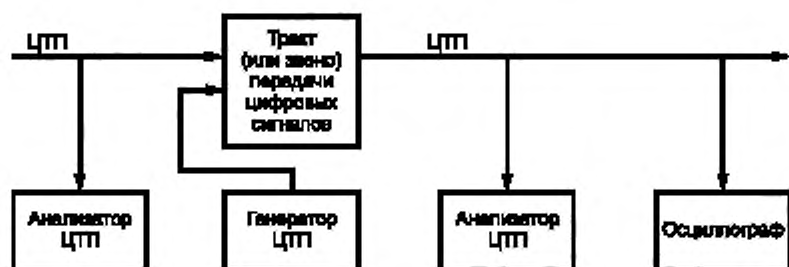 ЦТП
Тракт
(или звено)
передачи
цифровых
сигналов
ЦТП
Анализатор
ЦТП
Генератор
ЦТП
Анализатор
ЦТП
Осциллограф